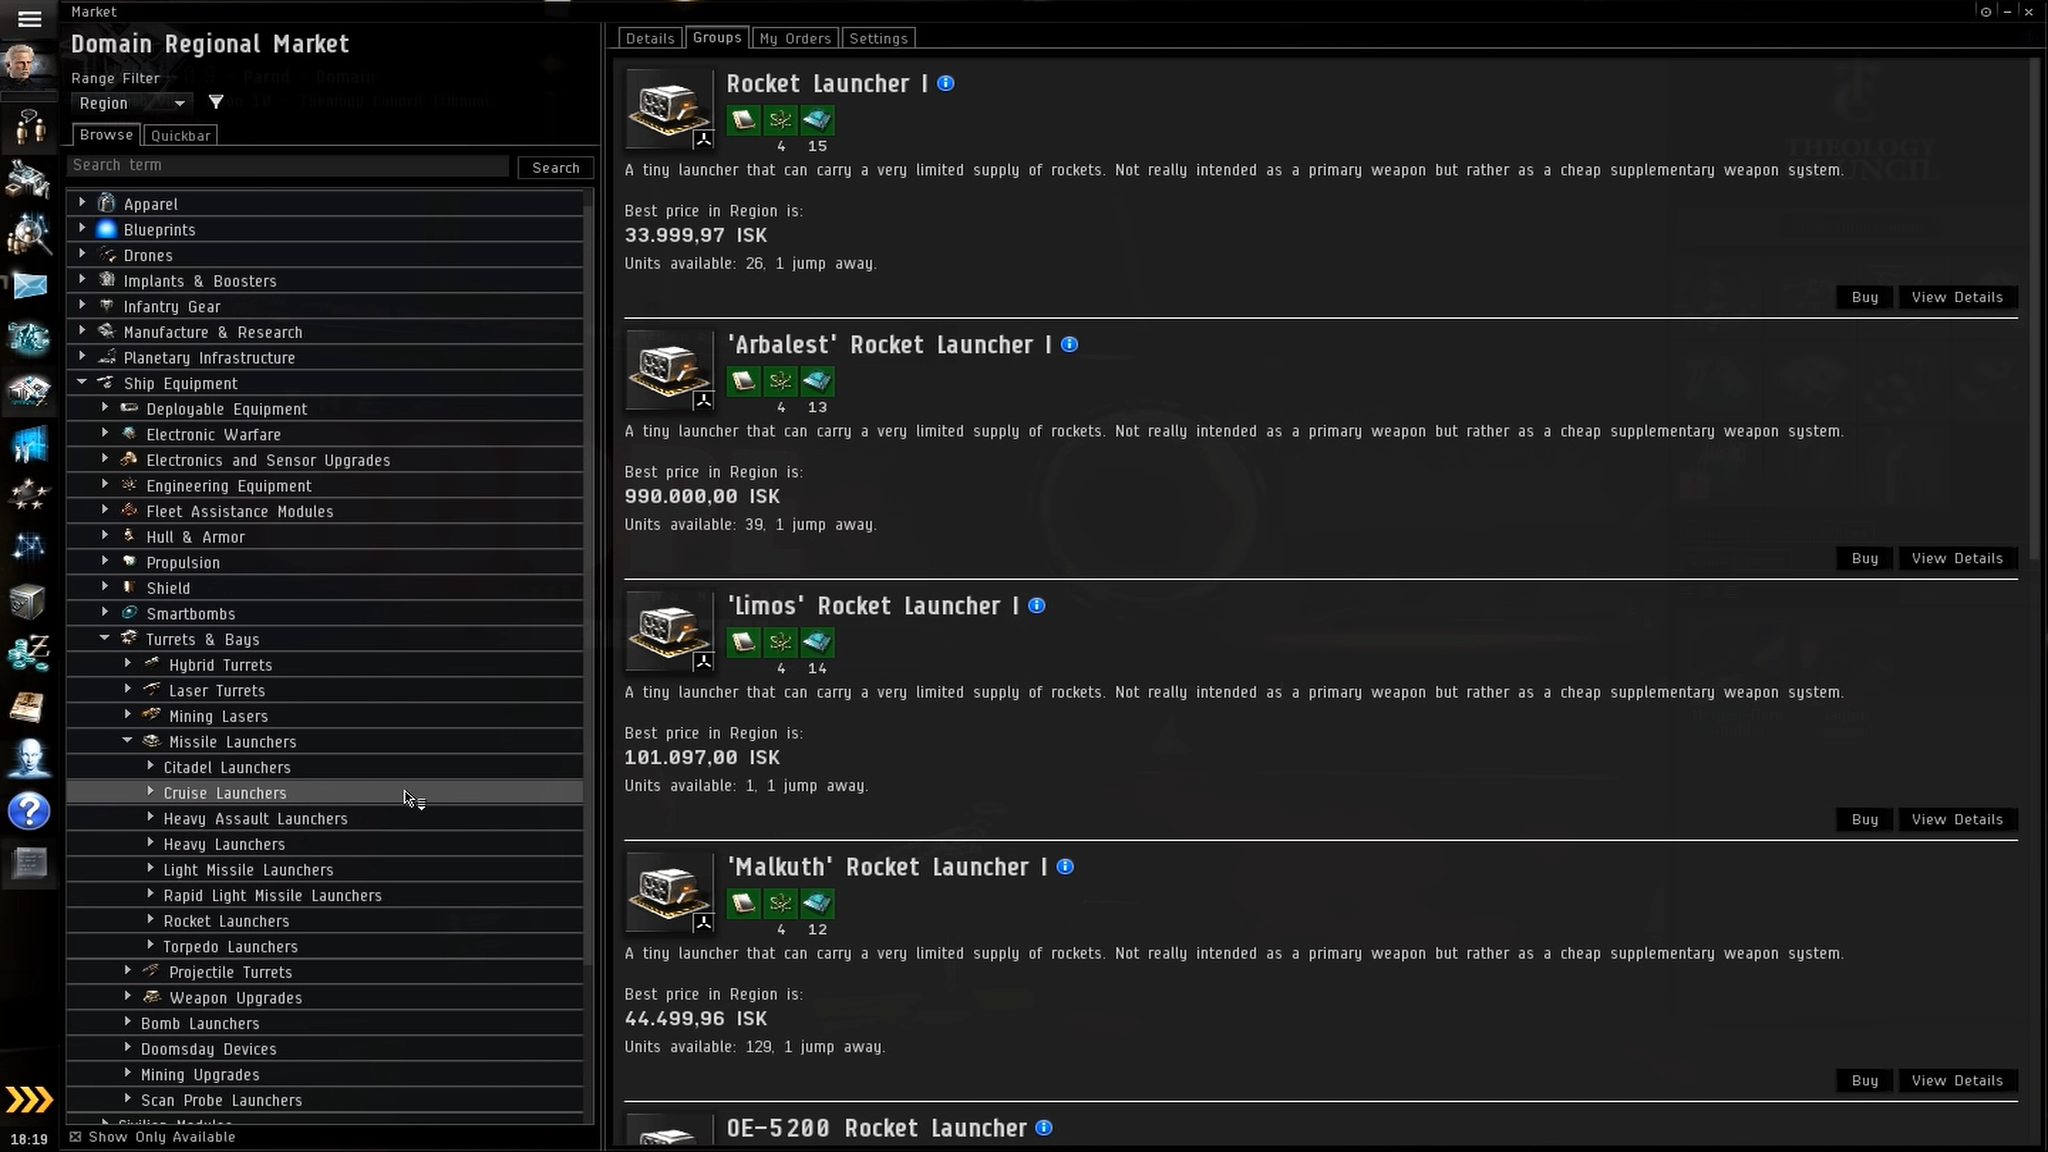 Market
Domain Regional Market
Range Filter
Region
Browse
Quickbar
Search term
Search
Apparel
Blueprints
Drones
Implants & Boosters
Infantry Gear
Manufacture & Research
Planetary Infrastructure
Ship Equipment
Deployable Equipment
Electronic Warfare
Electronics and Sensor Upgrades
Engineering Equipment
Fleet Assistance Modules
Hull & Armor
Propulsion
Shield
Smartbombs
Turrets & Bays
Hybrid Turrets
Laser Turrets
Mining Lasers
Missile Launchers
Citadel Launchers
Cruise Launchers
Heavy Assault Launchers
Heavy Launchers
Light Missile Launchers
Rapid Light Missile Launchers
Rocket Launchers
Torpedo Launchers
Projectile Turrets
Weapon Upgrades
Bomb Launchers
Doomsday Devices
Mining Upgrades
Scan Probe Launchers
Show Only Available
18:19
Details
Groups
My Orders
Settings
Rocket Launcher I
4 15
A tiny launcher that can carry a very limited supply of rockets. Not really intended as a primary weapon but rather as a cheap supplementary weapon system.
Best price in Region is:
33.999,97 ISK
Units available: 26, 1 jump away.
Buy
View Details
'Arbalest' Rocket Launcher I
4 13
A tiny launcher that can carry a very limited supply of rockets. Not really intended as a primary weapon but rather as a cheap supplementary weapon system.
Best price in Region is:
990.000,00 ISK
Units available: 39, 1 jump away.
Buy
View Details
'Limos' Rocket Launcher I
4 14
A tiny launcher that can carry a very limited supply of rockets. Not really intended as a primary weapon but rather as a cheap supplementary weapon system.
Best price in Region is:
101.097,00 ISK
Units available: 1, 1 jump away.
Buy
View Details
'Malkuth' Rocket Launcher I
4 12
A tiny launcher that can carry a very limited supply of rockets. Not really intended as a primary weapon but rather as a cheap supplementary weapon system.
Best price in Region is:
44.499,96 ISK
Units available: 129, 1 jump away.
Buy
View Details
OE-5200 Rocket Launcher